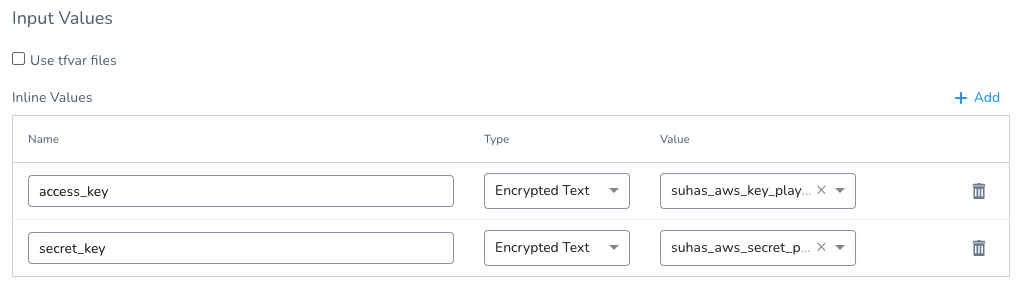 Input Values
Use tfvar files
Inline Values + Add
Name Type Value
access_key Encrypted Text suhas_aws_key_play...
secret_key Encrypted Text suhas_aws_secret_p...